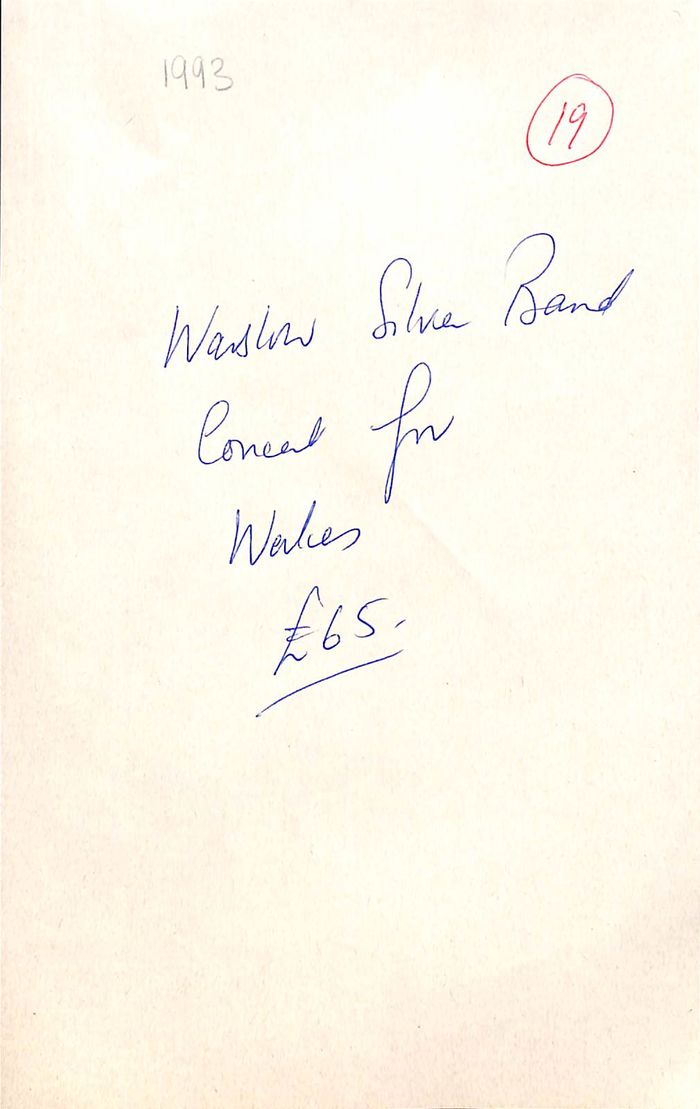 1993
19
Warslow Silver Band
Concert for
Wakes
£65.